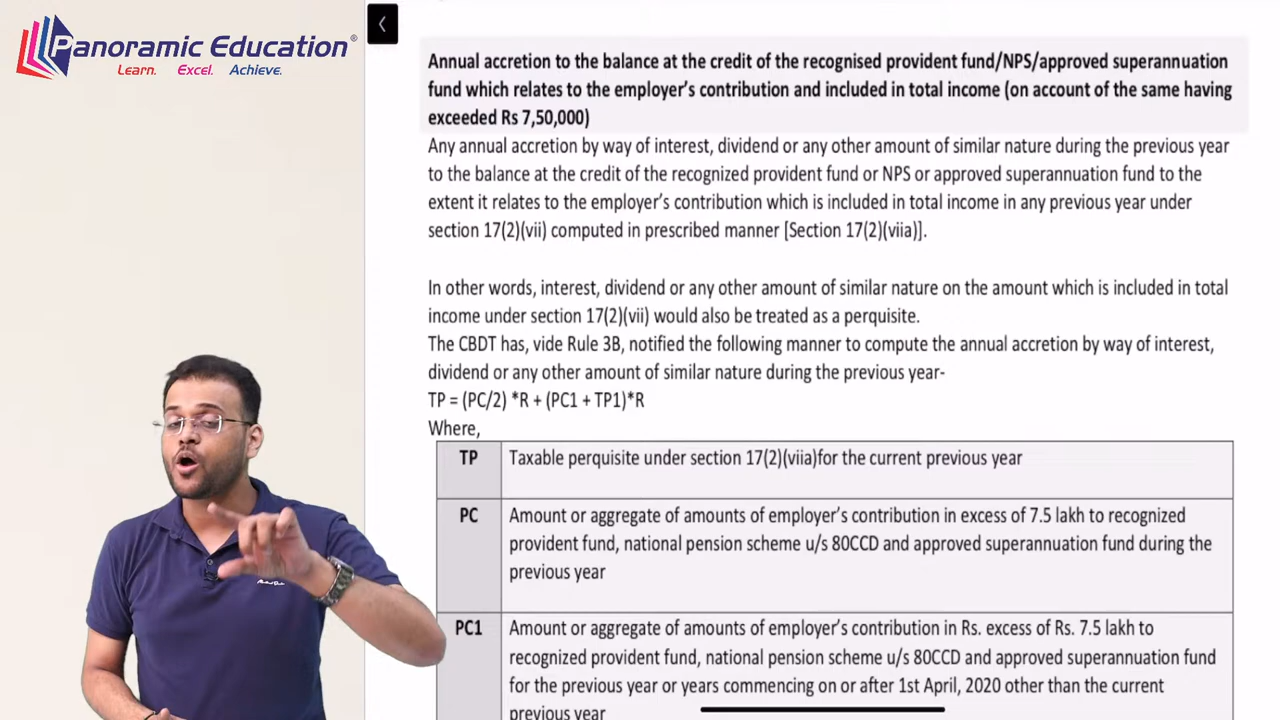 Panoramic Education®
Learn. Excel. Achieve.
Annual accretion to the balance at the credit of the recognised provident fund/NPS/approved superannuation
fund which relates to the employer's contribution and included in total income (on account of the same having
exceeded Rs 7,50,000)
Any annual accretion by way of interest, dividend or any other amount of similar nature during the previous year
to the balance at the credit of the recognized provident fund or NPS or approved superannuation fund to the
extent it relates to the employer's contribution which is included in total income in any previous year under
section 17(2)(vii) computed in prescribed manner [Section 17(2)(viia)].
In other words, interest, dividend or any other amount of similar nature on the amount which is included in total
income under section 17(2)(vii) would also be treated as a perquisite.
The CBDT has, vide Rule 3B, notified the following manner to compute the annual accretion by way of interest,
dividend or any other amount of similar nature during the previous year-
TP = (PC/2) *R + (PC1 + TP1)*R
Where,
TP Taxable perquisite under section 17(2)(viia)for the current previous year
PC Amount or aggregate of amounts of employer's contribution in excess of 7.5 lakh to recognized
provident fund, national pension scheme u/s 80CCD and approved superannuation fund during the
previous year
PC1 Amount or aggregate of amounts of employer's contribution in Rs. excess of Rs. 7.5 lakh to
recognized provident fund, national pension scheme u/s 80CCD and approved superannuation fund
for the previous year or years commencing on or after 1st April, 2020 other than the current
previous year